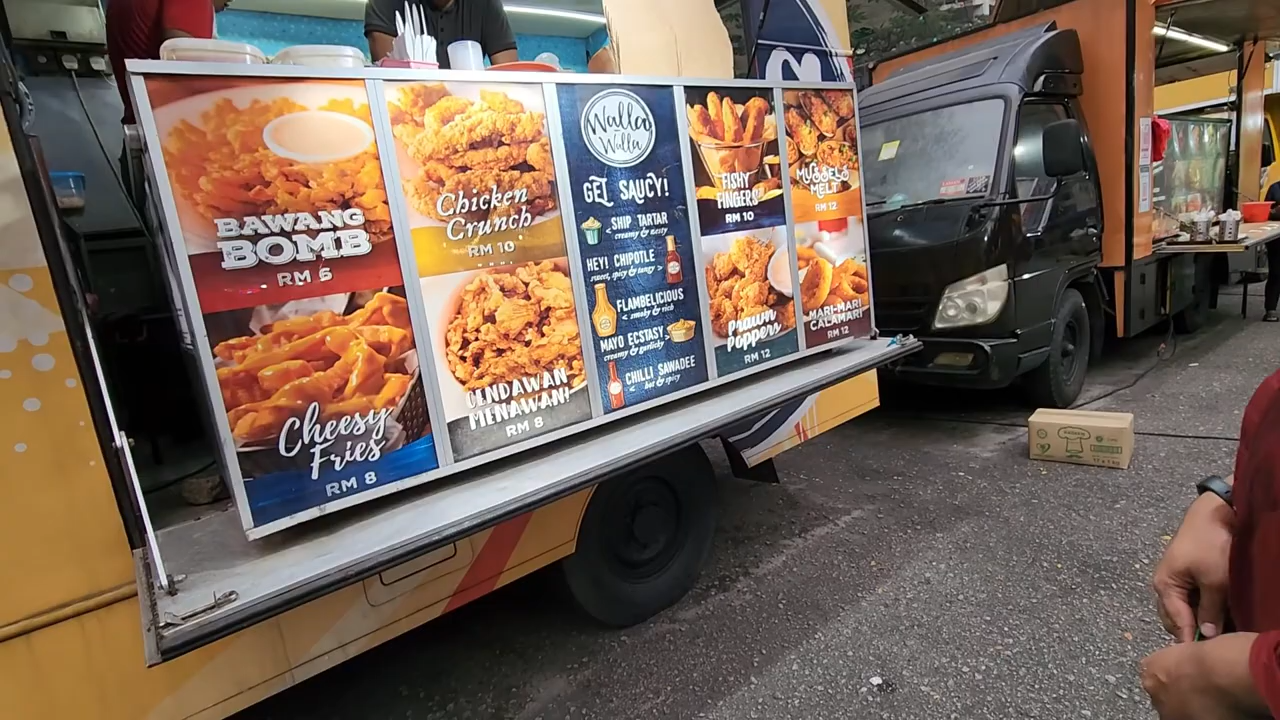 BAWANG
BOMB
RM 6
Cheesy
Fries
RM 8
Chicken
Crunch
RM 10
CENDAWAN
MENAWAN!
RM 8
Walla
Walla
GET SAUCY!
SHIP TARTAR
< creamy & zesty
HEY! CHIPOTLE
sweet, spicy & tangy >
FLAMBELICIOUS
< smoky & rich
MAYO ECSTASY
creamy & garlicky >
CHILLI SAWADEE
< hot & spicy
FISHY
FINGERS
RM 10
Prawn
Poppers
RM 12
MUSSELS
MELT
RM 12
MARI-MARI
CALAMARI
RM 12